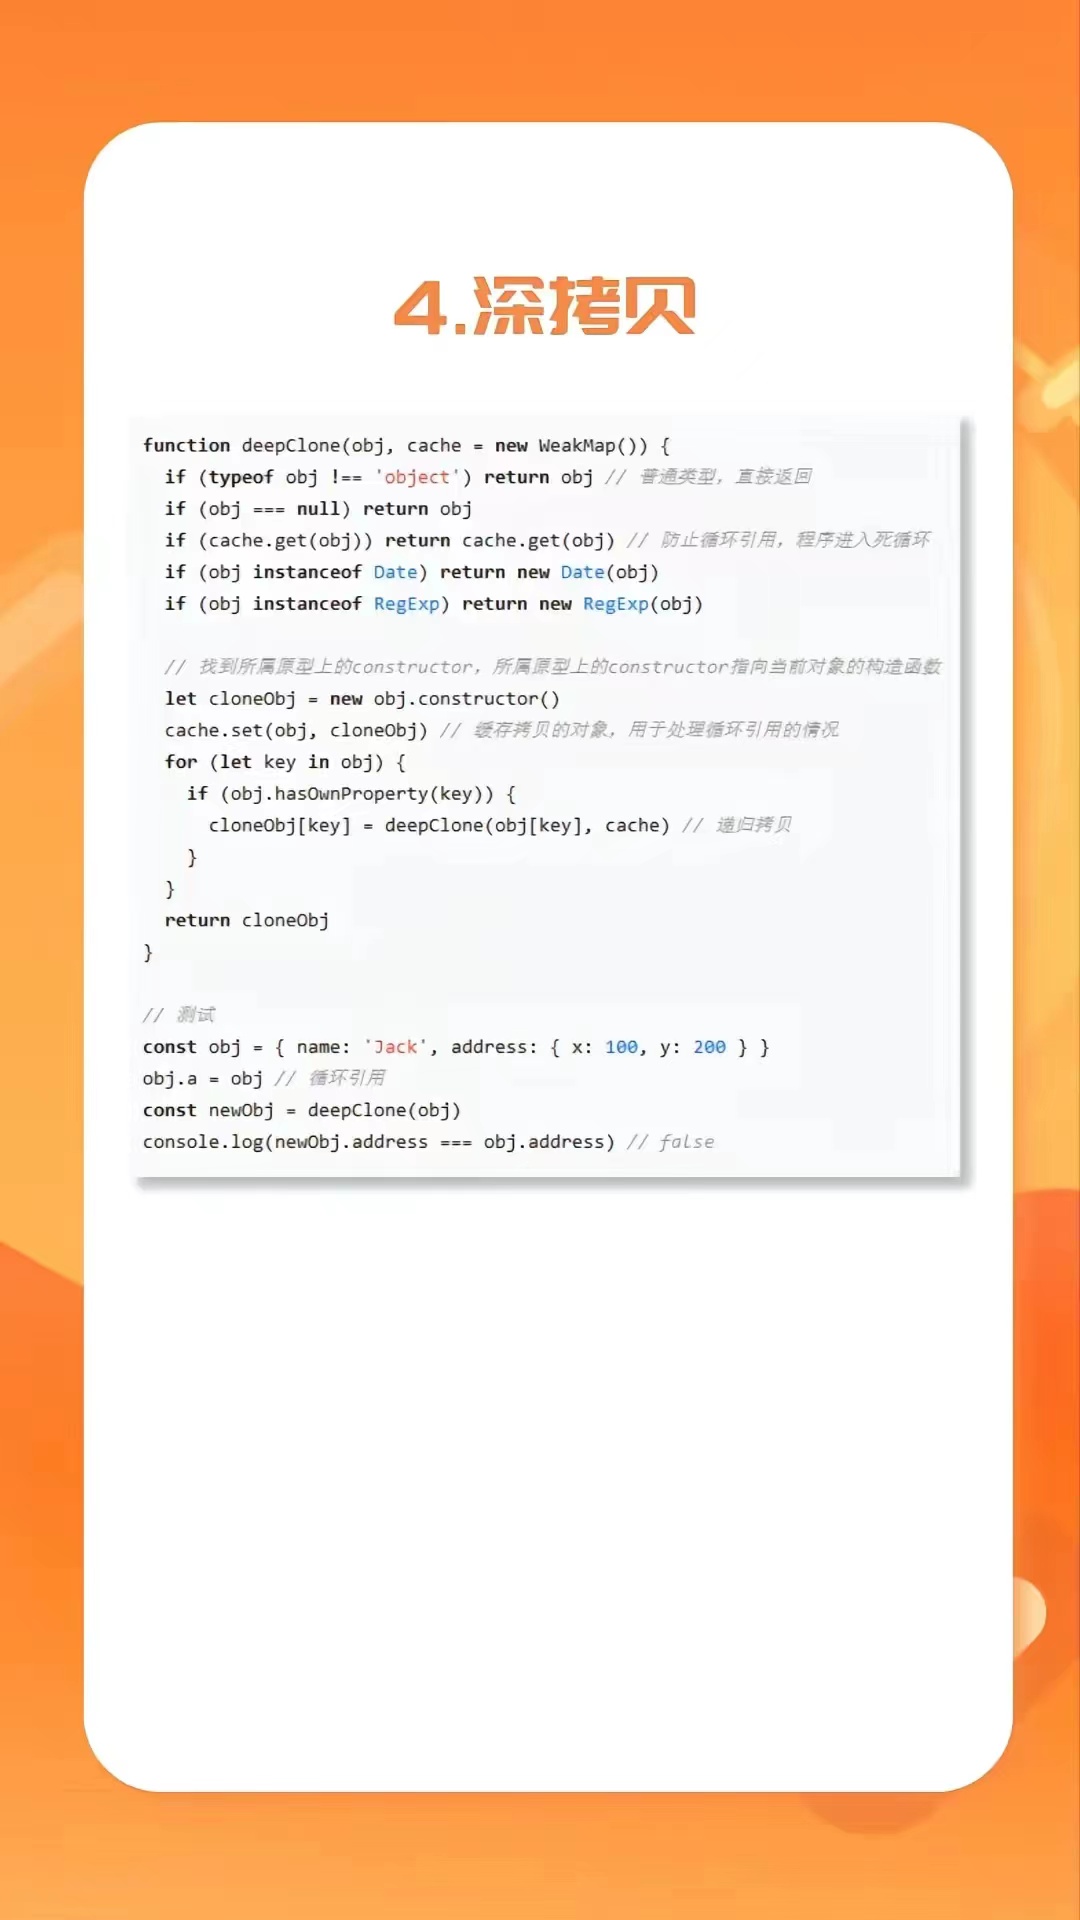 4.深拷贝
function deepClone(obj, cache = new WeakMap()) {
  if (typeof obj !== 'object') return obj // 普通类型，直接返回
  if (obj === null) return obj
  if (cache.get(obj)) return cache.get(obj) // 防止循环引用，程序进入死循环
  if (obj instanceof Date) return new Date(obj)
  if (obj instanceof RegExp) return new RegExp(obj)

  // 找到所属原型上的constructor，所属原型上的constructor指向当前对象的构造函数
  let cloneObj = new obj.constructor()
  cache.set(obj, cloneObj) // 缓存拷贝的对象，用于处理循环引用的情况
  for (let key in obj) {
    if (obj.hasOwnProperty(key)) {
      cloneObj[key] = deepClone(obj[key], cache) // 递归拷贝
    }
  }
  return cloneObj
}

// 测试
const obj = { name: 'Jack', address: { x: 100, y: 200 } }
obj.a = obj // 循环引用
const newObj = deepClone(obj)
console.log(newObj.address === obj.address) // false